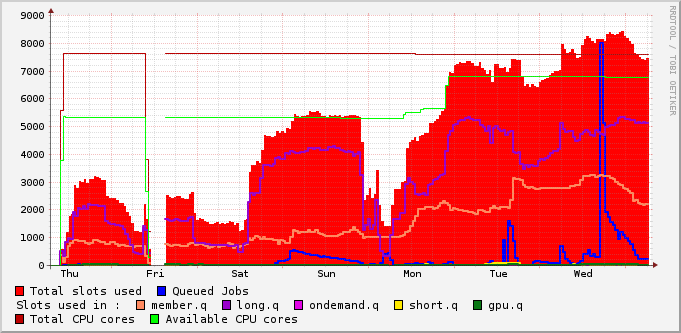 9000
8000
7000
6000
5000
4000
3000
2000
1000
0
Thu Fri Sat Sun Mon Tue Wed
RRDTOOL / TOBI OETIKER
Total slots used Queued Jobs
Slots used in : member.q long.q ondemand.q short.q gpu.q
Total CPU cores Available CPU cores